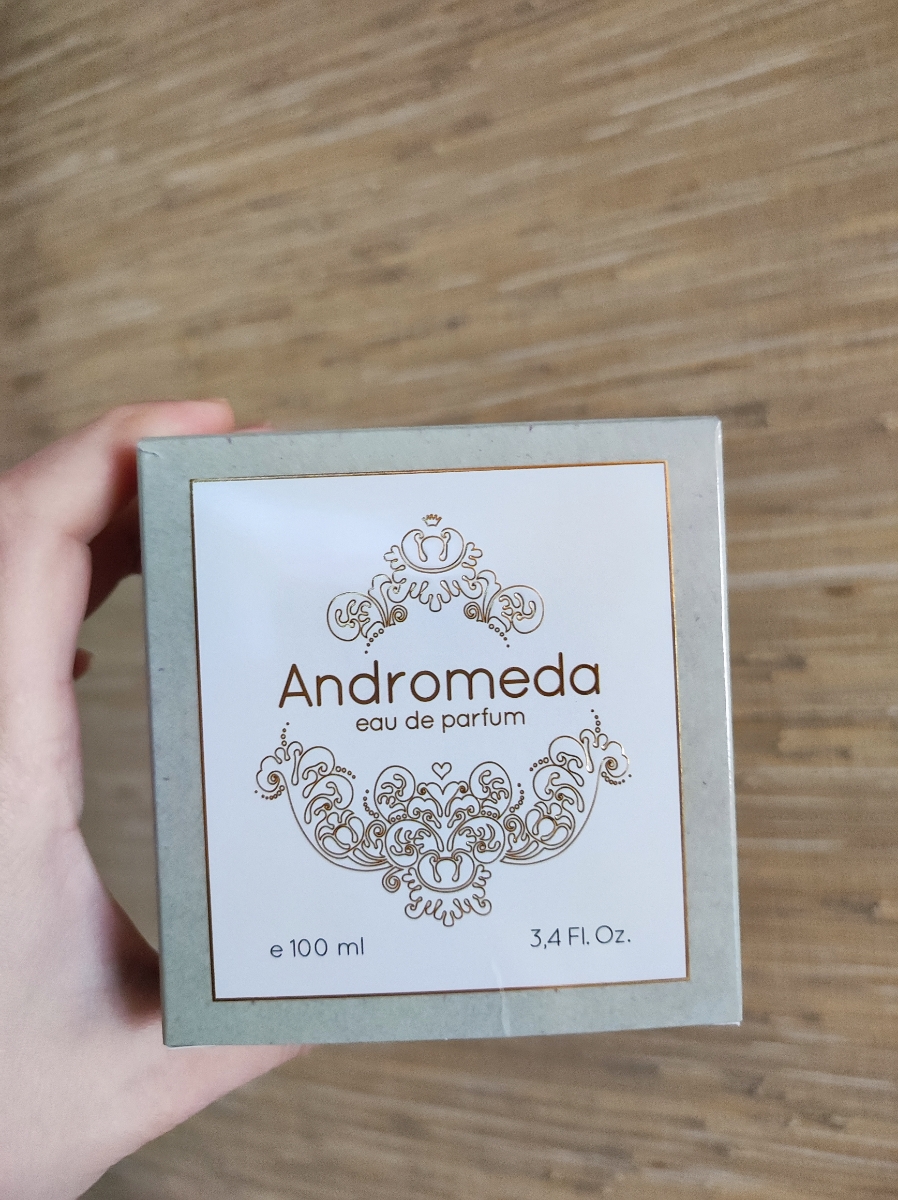 Andromeda
eau de parfum
e 100 ml
3,4 Fl. Oz.